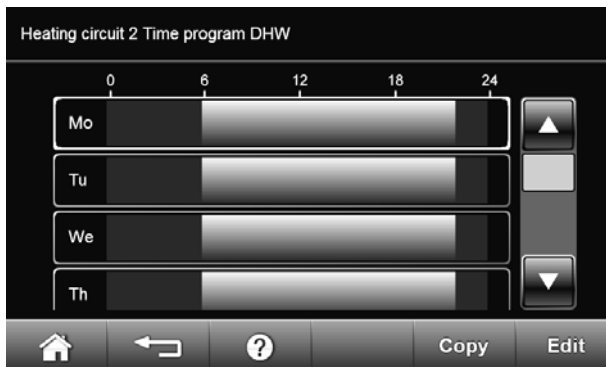 Heating circuit 2 Time program DHW
0 6 12 18 24
Mo
Tu
We
Th
? Copy Edit